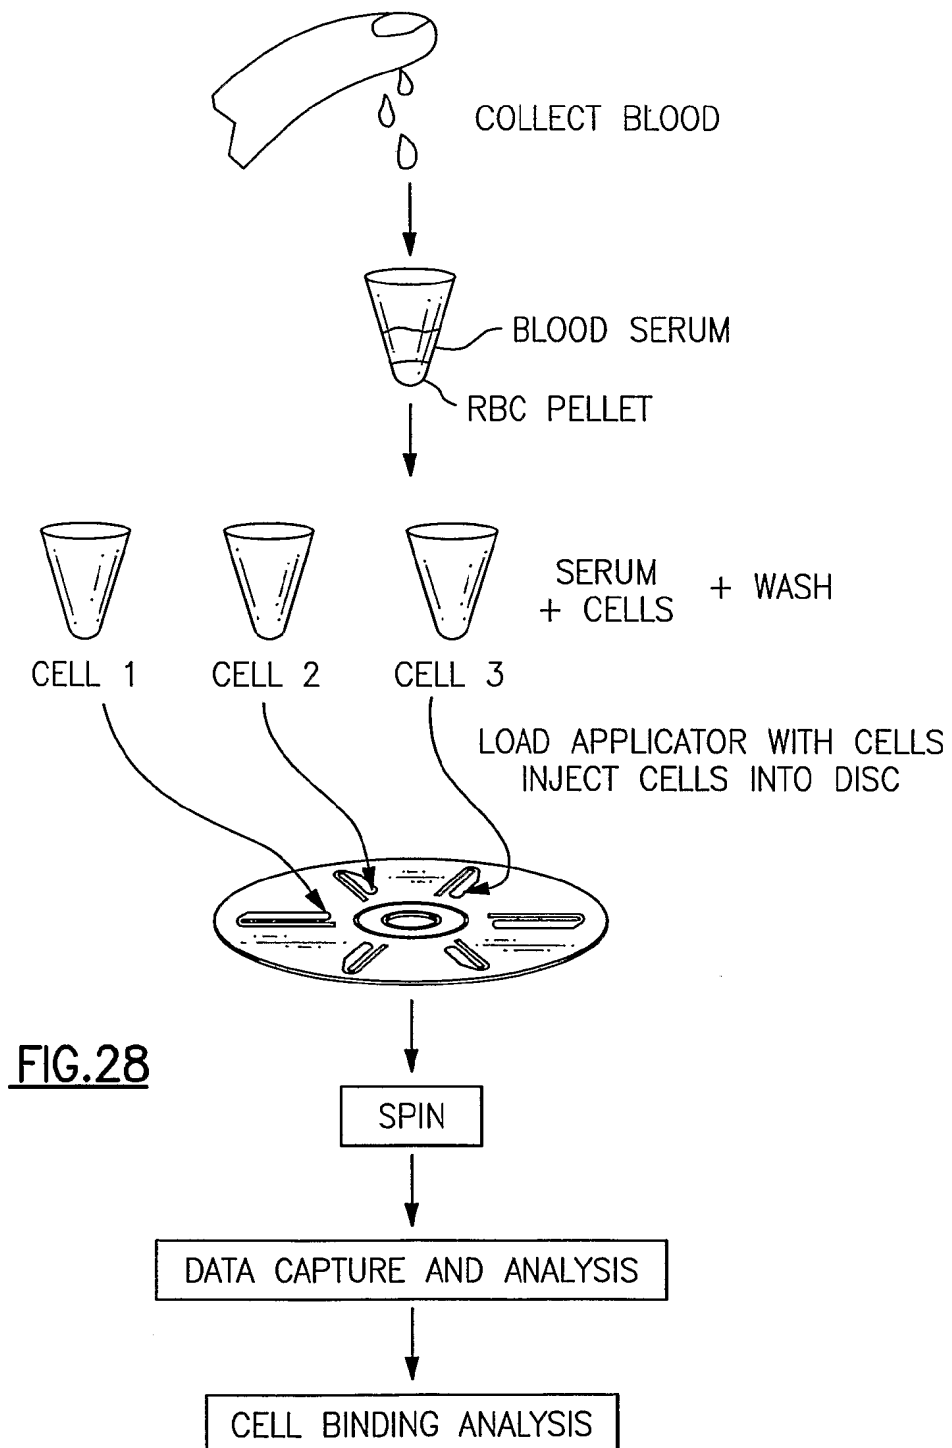 COLLECT BLOOD
BLOOD SERUM
RBC PELLET
SERUM
+ CELLS
+ WASH
CELL 1
CELL 2
CELL 3
LOAD APPLICATOR WITH CELLS
INJECT CELLS INTO DISC
FIG.28
SPIN
DATA CAPTURE AND ANALYSIS
CELL BINDING ANALYSIS